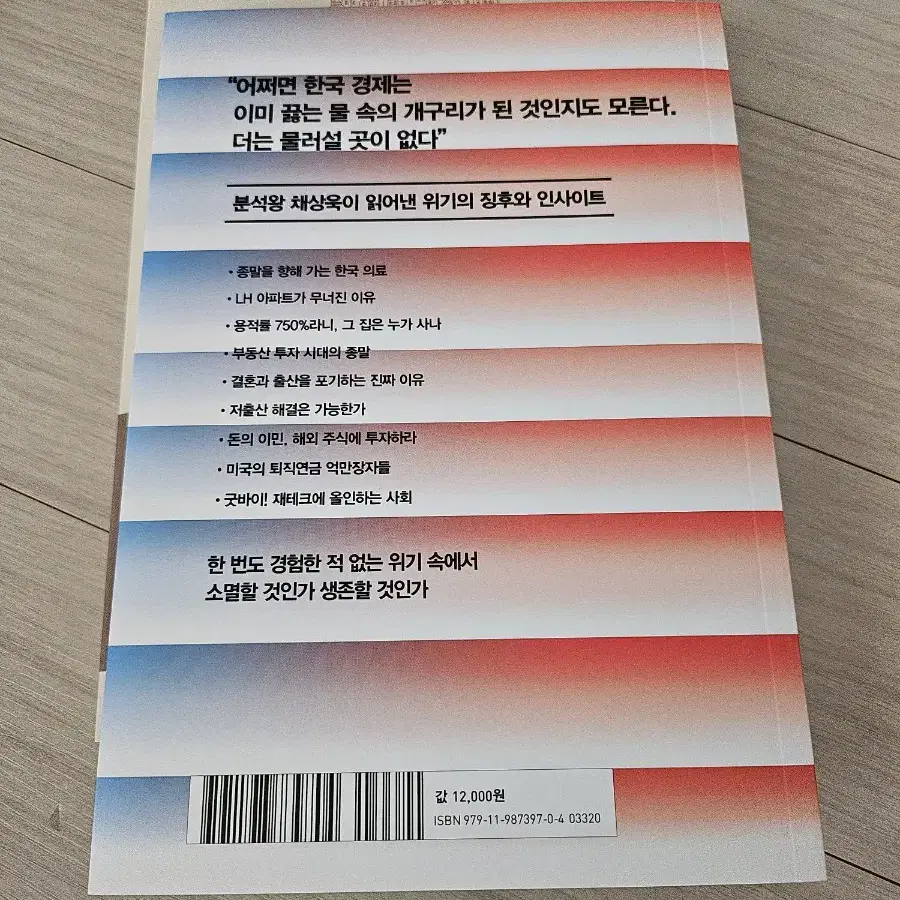 “어쩌면 한국 경제는
이미 끓는 물 속의 개구리가 된 것인지도 모른다.
더는 물러설 곳이 없다”
분석왕 채상욱이 읽어낸 위기의 징후와 인사이트
• 종말을 향해 가는 한국 의료
• LH 아파트가 무너진 이유
• 용적률 750%라니, 그 집은 누가 사나
• 부동산 투자 시대의 종말
• 결혼과 출산을 포기하는 진짜 이유
• 저출산 해결은 가능한가
• 돈의 이민, 해외 주식에 투자하라
• 미국의 퇴직연금 억만장자들
• 굿바이! 재테크에 올인하는 사회
한 번도 경험한 적 없는 위기 속에서
소멸할 것인가 생존할 것인가
값 12,000원
ISBN 979-11-987397-0-4 03320